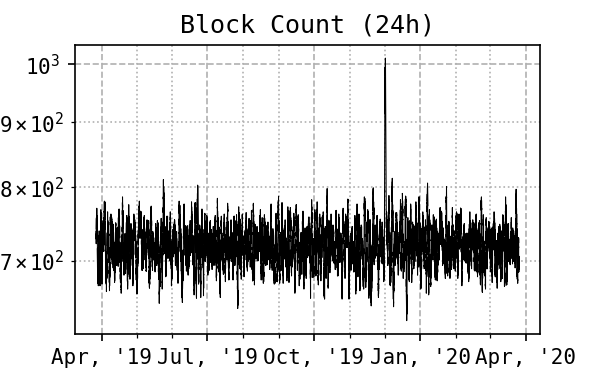 Block Count (24h)
10³
9×10²
8×10²
7×10²
Apr, '19 Jul, '19 Oct, '19 Jan, '20 Apr, '20